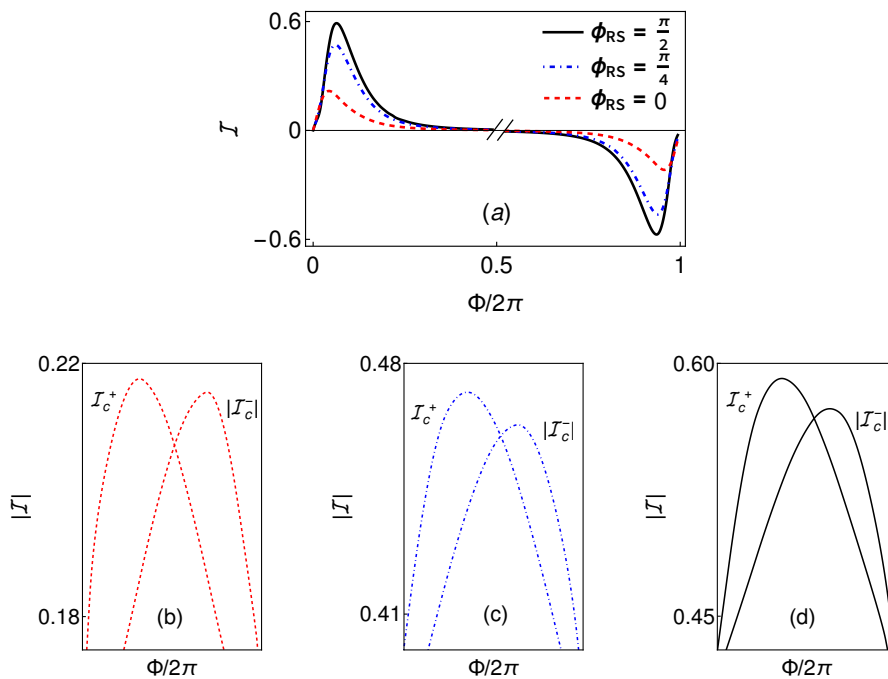 0.6
0
−0.6
ℐ
ϕRS = π/2
ϕRS = π/4
ϕRS = 0
(a)
0
0.5
1
Φ/2π
0.22
0.18
|ℐ|
ℐc+
|ℐc−|
(b)
Φ/2π
0.48
0.41
|ℐ|
ℐc+
|ℐc−|
(c)
Φ/2π
0.60
0.45
|ℐ|
ℐc+
|ℐc−|
(d)
Φ/2π